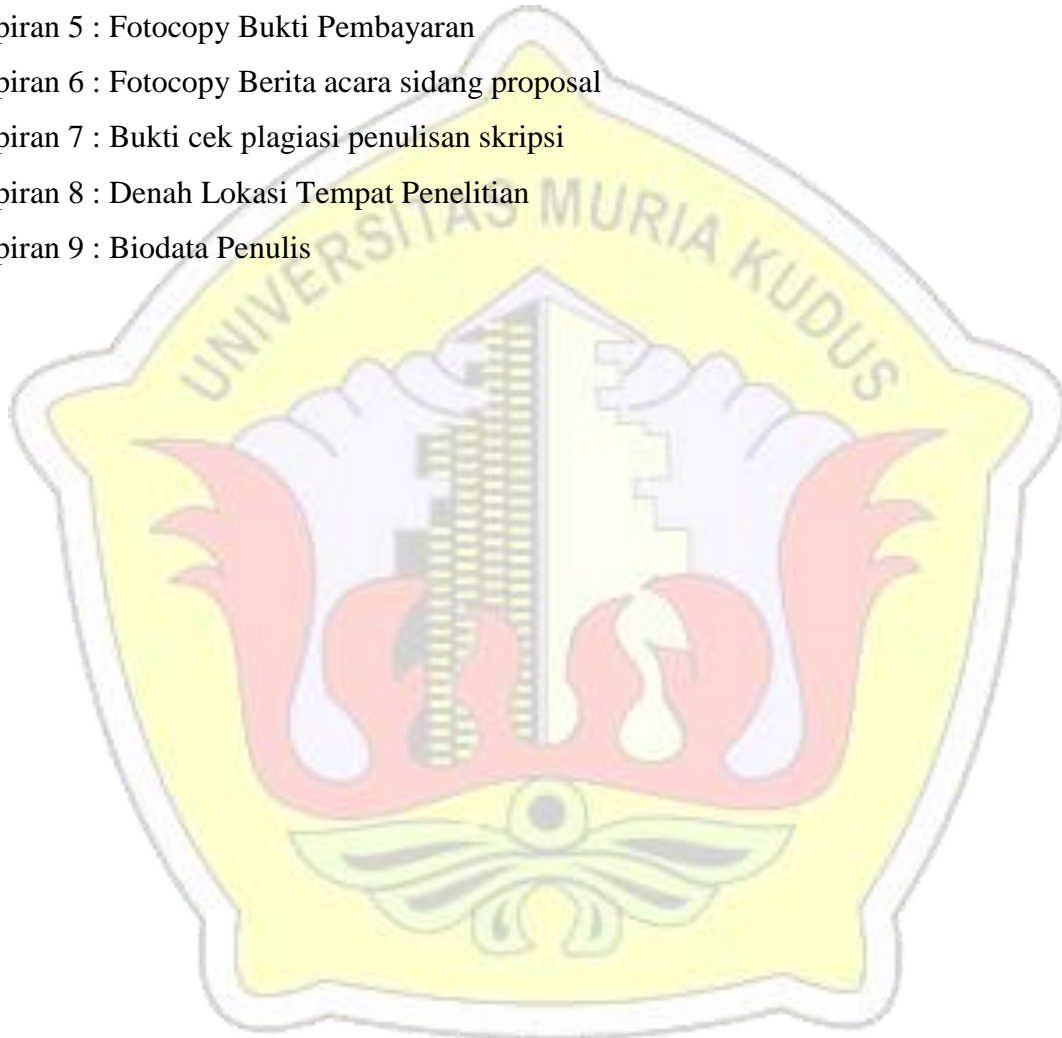 piran 5 : Fotocopy Bukti Pembayaran
piran 6 : Fotocopy Berita acara sidang proposal
piran 7 : Bukti cek plagiasi penulisan skripsi
piran 8 : Denah Lokasi Tempat Penelitian
piran 9 : Biodata Penulis
UNIVERSITAS MURIA KUDUS